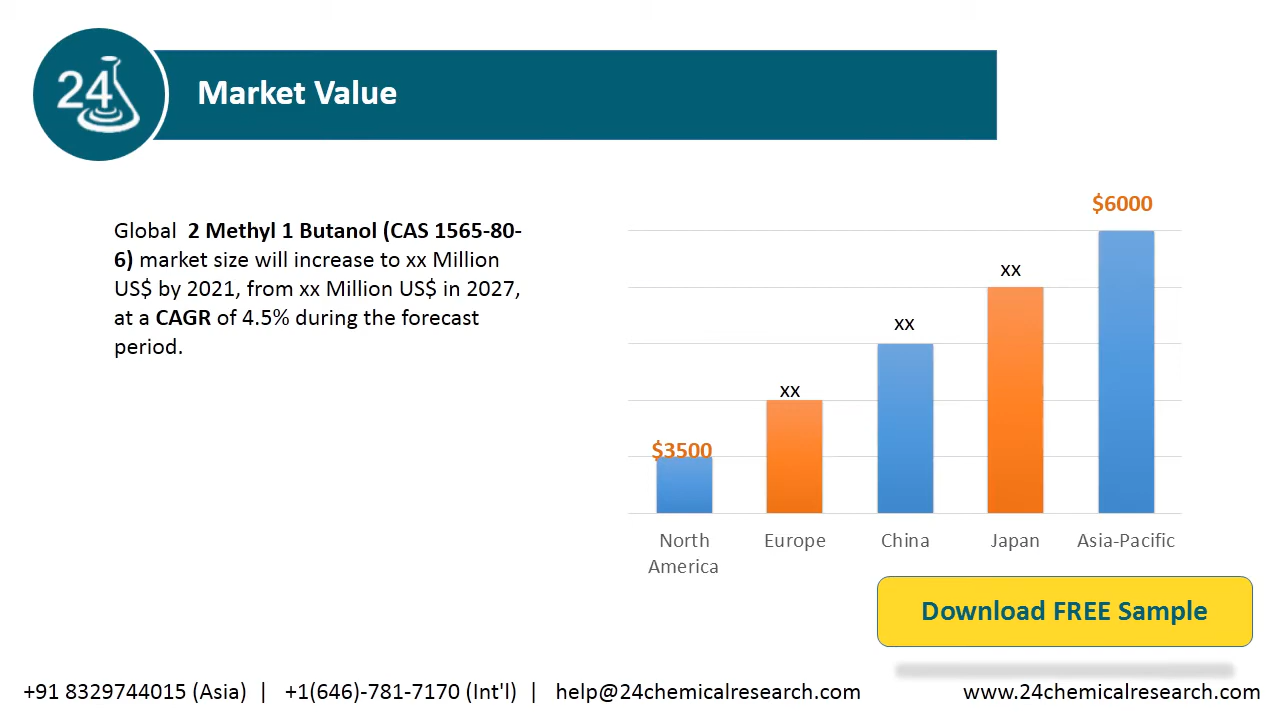 24
Market Value
Global  2 Methyl 1 Butanol (CAS 1565-80-
6) market size will increase to xx Million
US$ by 2021, from xx Million US$ in 2027,
at a CAGR of 4.5% during the forecast
period.
$6000
xx
xx
xx
$3500
North
America
Europe
China
Japan
Asia-Pacific
Download FREE Sample
+91 8329744015 (Asia)  |   +1(646)-781-7170 (Int'l)  |   help@24chemicalresearch.com
www.24chemicalresearch.com